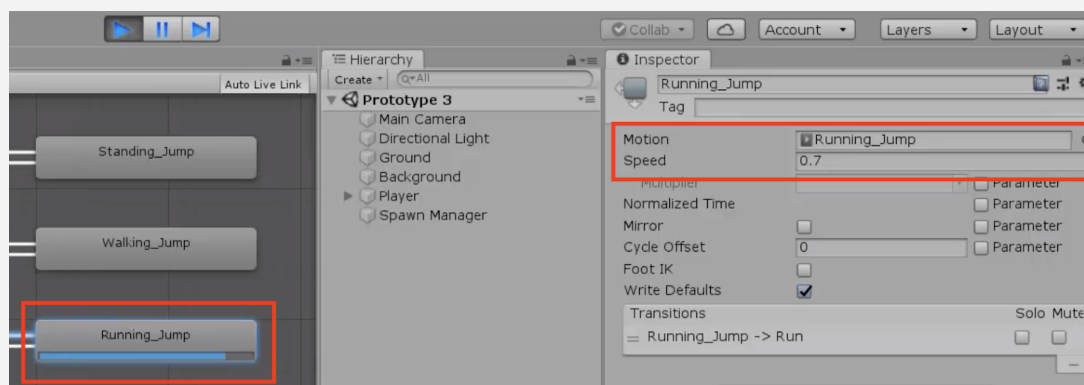 Collab
Account
Layers
Layout
Auto Live Link
Standing_Jump
Walking_Jump
Running_Jump
Hierarchy
Create
All
Prototype 3
Main Camera
Directional Light
Ground
Background
Player
Spawn Manager
Inspector
Running_Jump
Tag
Motion Running_Jump
Speed 0.7
Multiplier Parameter
Normalized Time Parameter
Mirror Parameter
Cycle Offset 0 Parameter
Foot IK
Write Defaults
Transitions Solo Mute
Running_Jump -> Run